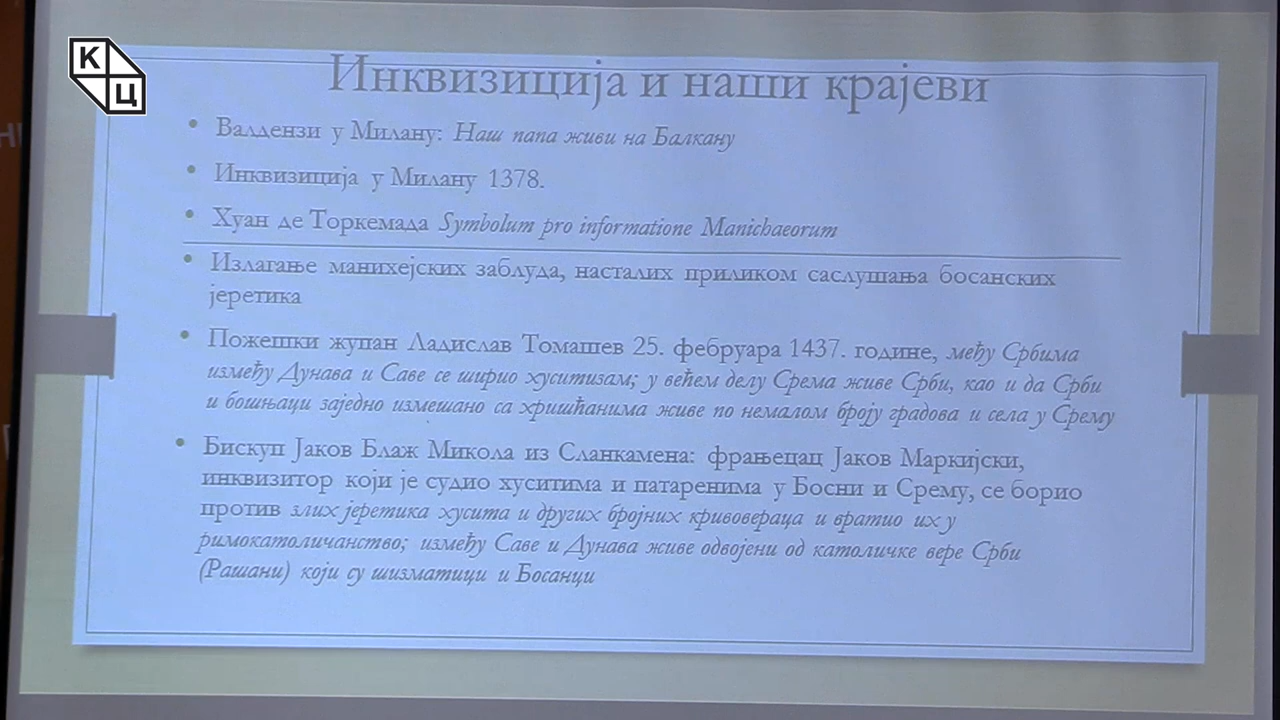 КЦ
Инквизиција и наши крајеви
• Валдензи у Милану: Наш папа живи на Балкану
• Инквизиција у Милану 1378.
• Хуан де Торкемада Symbolum pro informatione Manichaeorum
• Излагање манихејских заблуда, насталих приликом саслушања босанских
јеретика
• Пожешки жупан Ладислав Томашев 25. фебруара 1437. године, међу Србима
између Дунава и Саве се ширио хуситизам; у већем делу Срема живе Срби, као и да Срби
и бошњаци заједно измешано са хришћанима живе по немалом броју градова и села у Срему
• Бискуп Јаков Блаж Микола из Сланкамена: фрањецац Јаков Маркијски,
инквизитор који је судио хуситима и патаренима у Босни и Срему, се борио
против злих јеретика хусита и других бројних кривовераца и вратио их у
римокатоличанство; између Саве и Дунава живе одвојени од католичке вере Срби
(Рашани) који су шизматици и Босанци